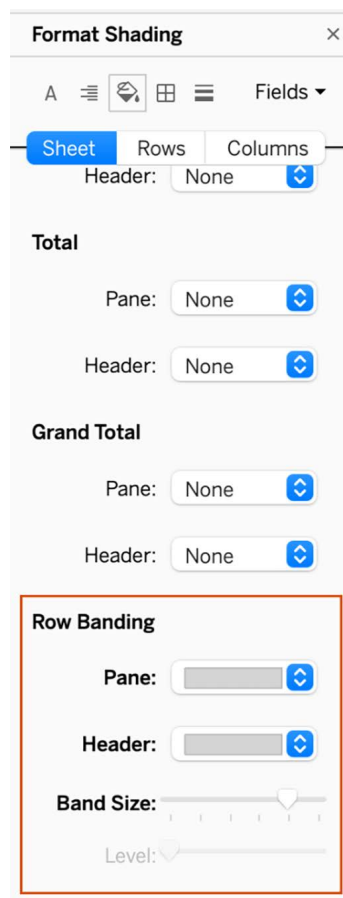 Format Shading ×
A Fields
Sheet Rows Columns
Header: None
Total
Pane: None
Header: None
Grand Total
Pane: None
Header: None
Row Banding
Pane:
Header:
Band Size:
Level: